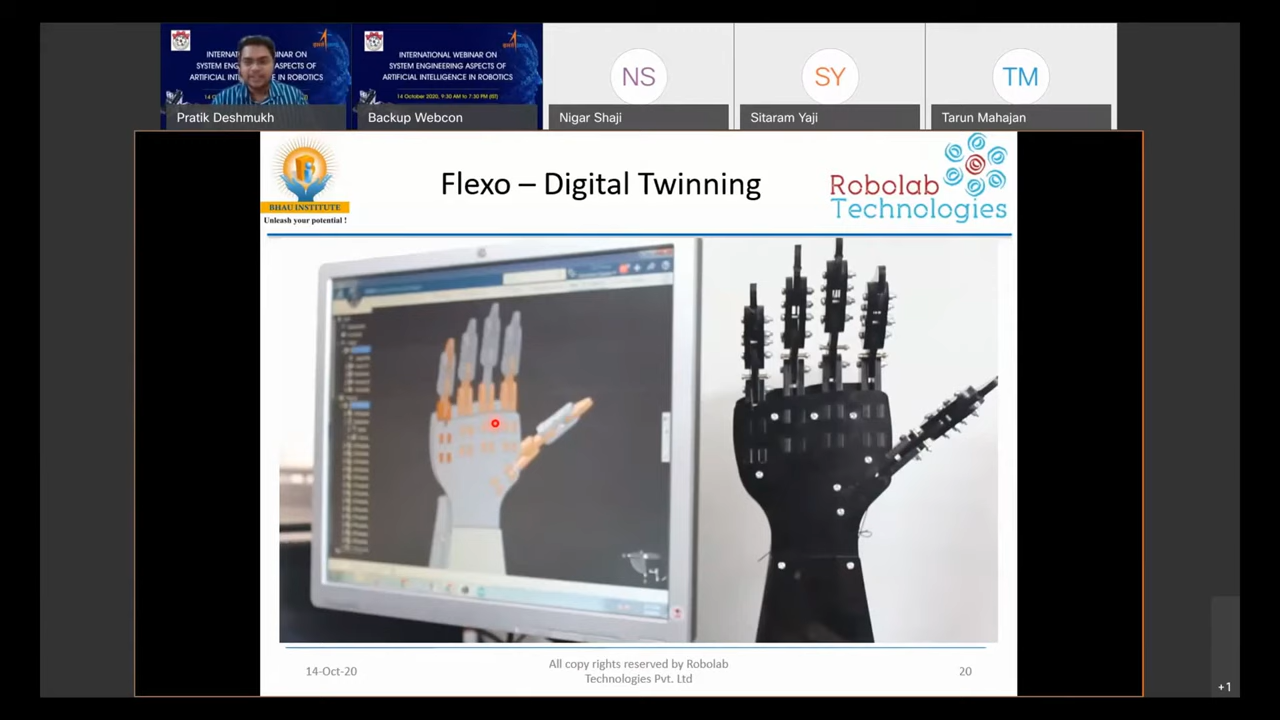 INTERNATIONAL WEBINAR ON
SYSTEM ENGINEERING ASPECTS OF
ARTIFICIAL INTELLIGENCE IN ROBOTICS
14 October 2020, 9:30 AM to 7:30 PM (IST)
Pratik Deshmukh
Backup Webcon
NS
Nigar Shaji
SY
Sitaram Yaji
TM
Tarun Mahajan
BHAU INSTITUTE
Unleash your potential !
Flexo – Digital Twinning
Robolab
Technologies
14-Oct-20
All copy rights reserved by Robolab
Technologies Pvt. Ltd
20
+1